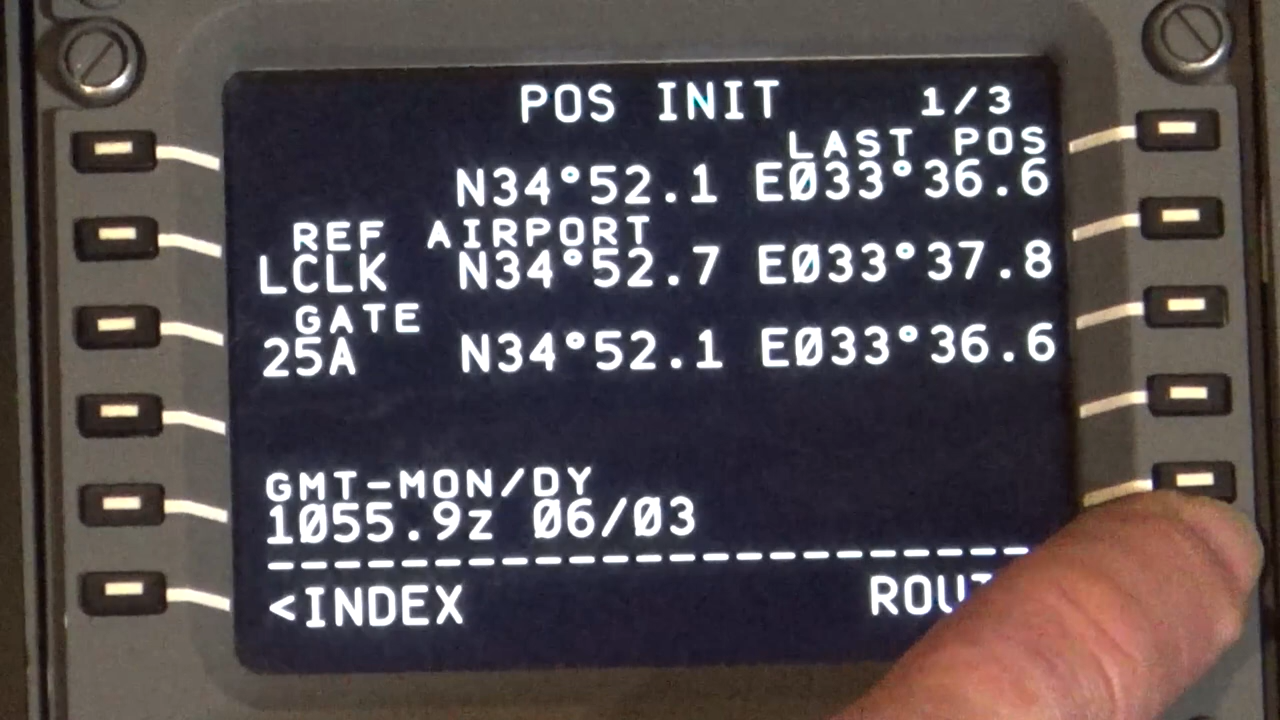 POS INIT 1/3
LAST POS
N34°52.1 E033°36.6
REF AIRPORT
LCLK N34°52.7 E033°37.8
GATE
25A N34°52.1 E033°36.6
GMT-MON/DY
1055.9z 06/03
------------------
<INDEX